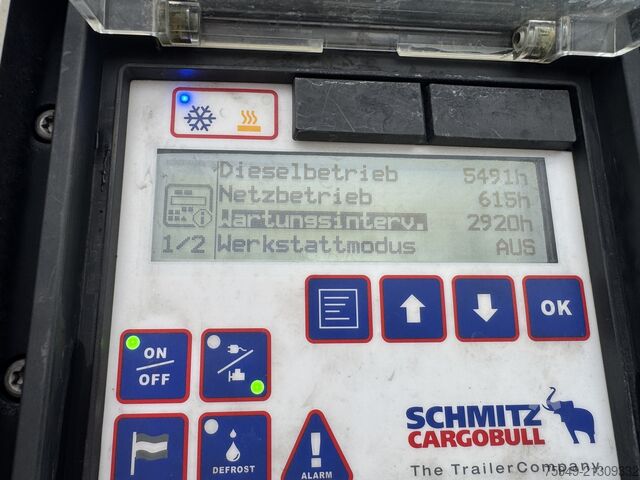 Dieselbetrieb 5491h
Netzbetrieb 615h
Wartungsinterv. 2920h
1/2 Werkstattmodus AUS
OK
ON
OFF
SCHMITZ
CARGOBULL
DEFROST
ALARM
The TrailerCompany